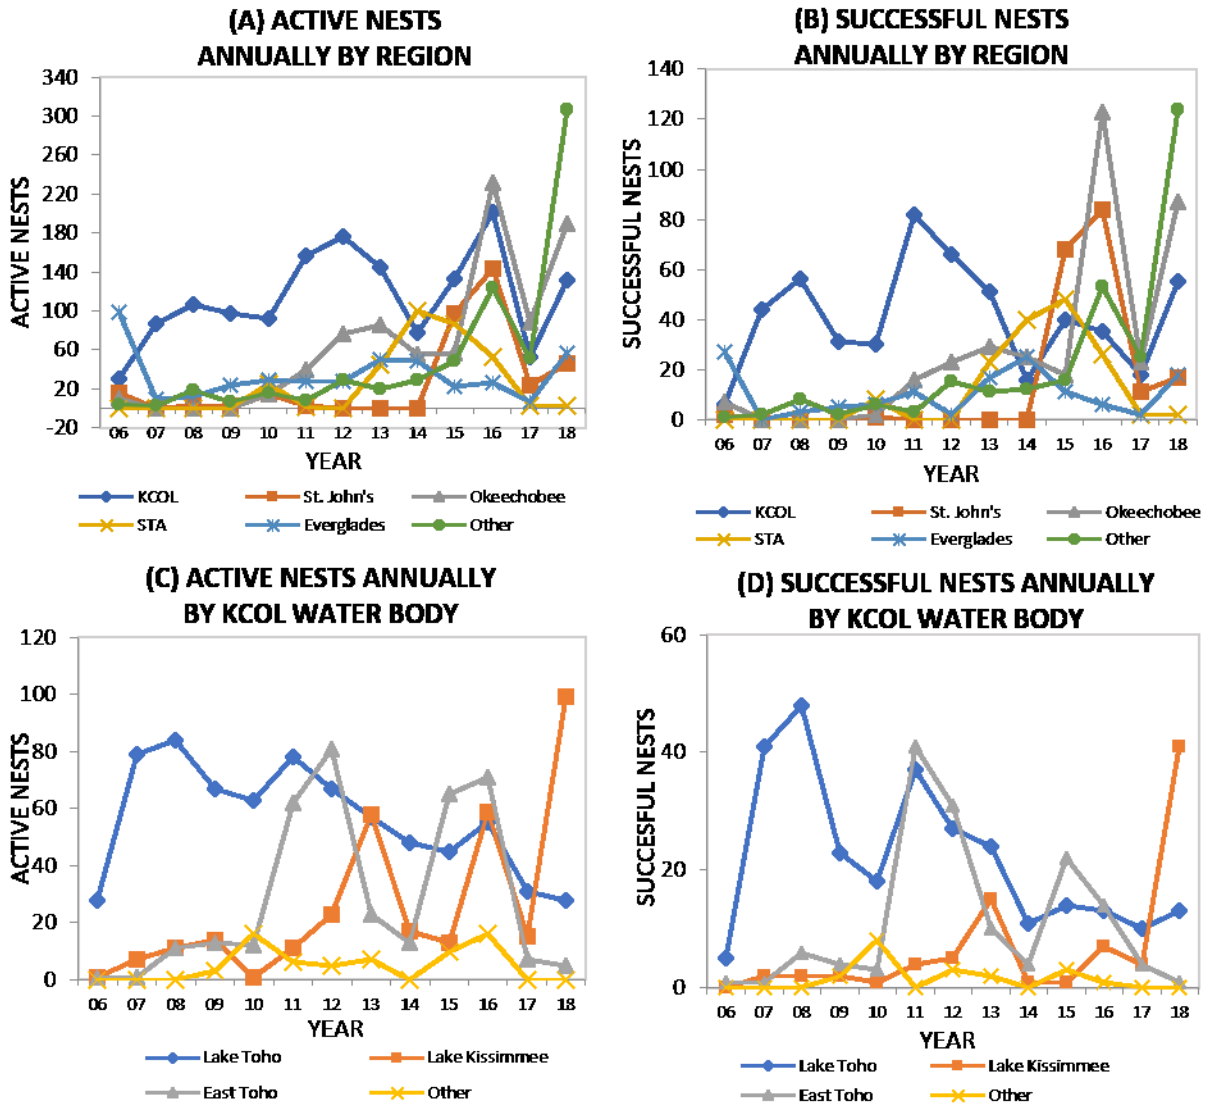 (A) ACTIVE NESTS
ANNUALLY BY REGION
340
300
260
220
180
140
100
60
20
-20
ACTIVE NESTS
06 07 08 09 10 11 12 13 14 15 16 17 18
YEAR
KCOL St. John's Okeechobee
STA Everglades Other
(B) SUCCESSFUL NESTS
ANNUALLY BY REGION
140
120
100
80
60
40
20
0
SUCCESSFUL NESTS
06 07 08 09 10 11 12 13 14 15 16 17 18
YEAR
KCOL St. John's Okeechobee
STA Everglades Other
(C) ACTIVE NESTS ANNUALLY
BY KCOL WATER BODY
120
100
80
60
40
20
0
ACTIVE NESTS
06 07 08 09 10 11 12 13 14 15 16 17 18
YEAR
Lake Toho Lake Kissimmee
East Toho Other
(D) SUCCESSFUL NESTS ANNUALLY
BY KCOL WATER BODY
60
40
20
0
SUCCESFUL NESTS
06 07 08 09 10 11 12 13 14 15 16 17 18
YEAR
Lake Toho Lake Kissimmee
East Toho Other